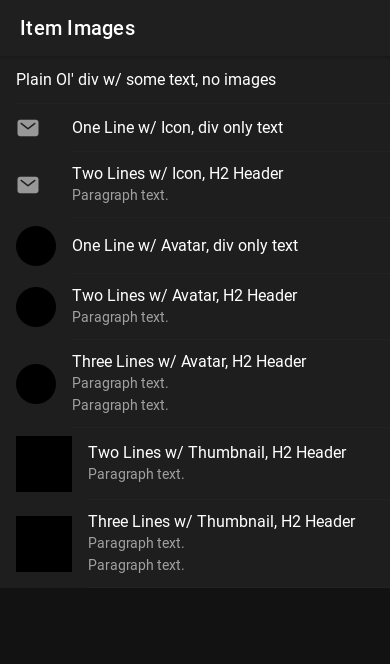 Item Images
Plain Ol' div w/ some text, no images
One Line w/ Icon, div only text
Two Lines w/ Icon, H2 Header
Paragraph text.
One Line w/ Avatar, div only text
Two Lines w/ Avatar, H2 Header
Paragraph text.
Three Lines w/ Avatar, H2 Header
Paragraph text.
Paragraph text.
Two Lines w/ Thumbnail, H2 Header
Paragraph text.
Three Lines w/ Thumbnail, H2 Header
Paragraph text.
Paragraph text.